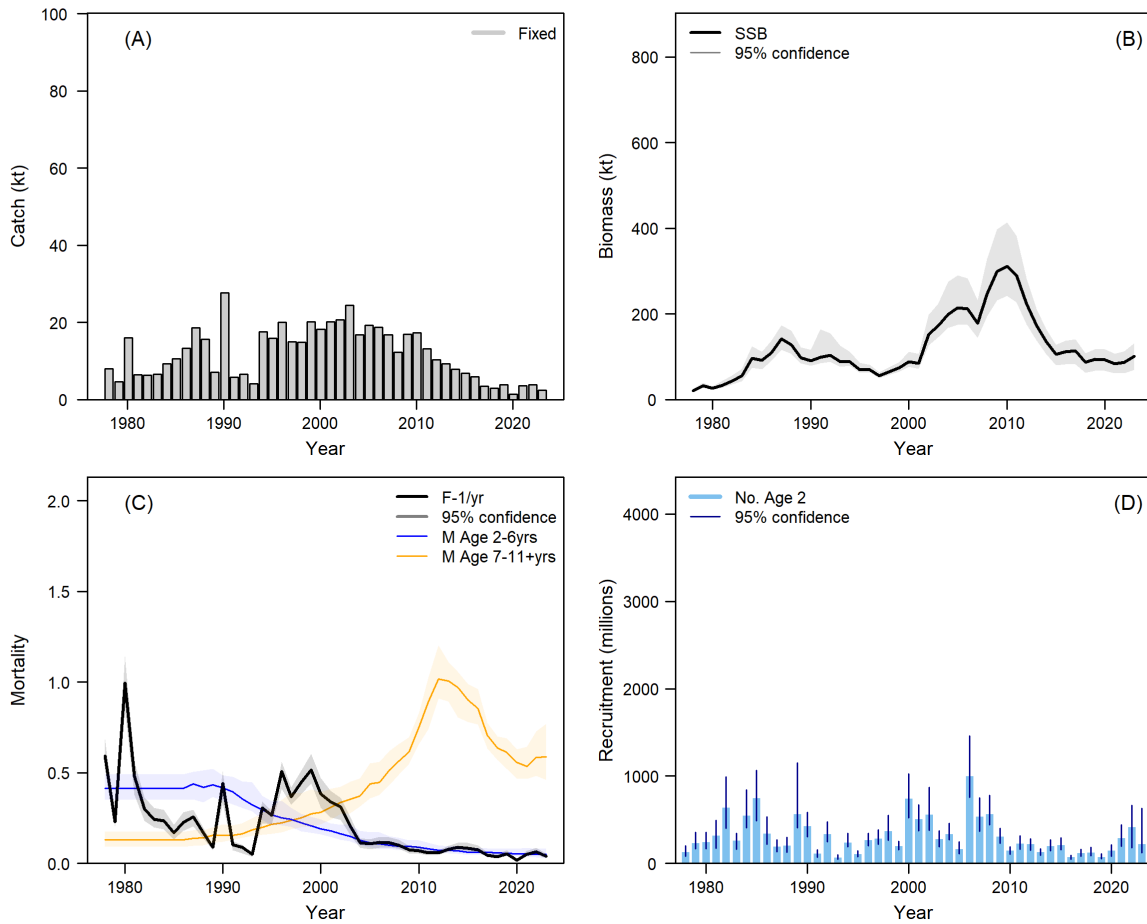 (A)
Fixed
Catch (kt)
100
80
60
40
20
0
1980 1990 2000 2010 2020
Year
SSB
95% confidence
(B)
Biomass (kt)
800
600
400
200
0
1980 1990 2000 2010 2020
Year
(C)
F-1/yr
95% confidence
M Age 2-6yrs
M Age 7-11+yrs
Mortality
2.0
1.5
1.0
0.5
0.0
1980 1990 2000 2010 2020
Year
No. Age 2
95% confidence
(D)
Recruitment (millions)
4000
3000
2000
1000
0
1980 1990 2000 2010 2020
Year